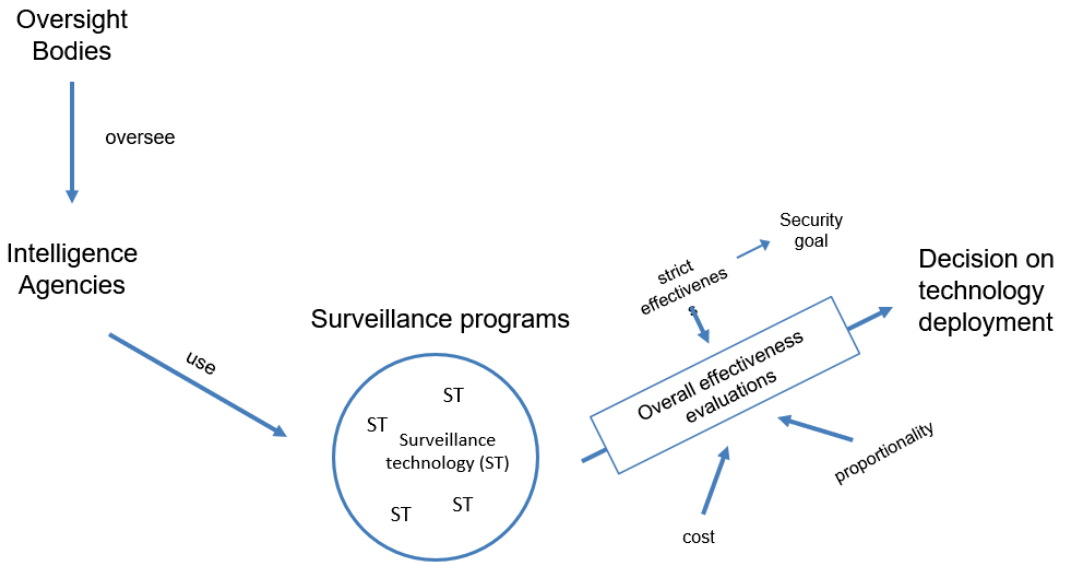 Oversight
Bodies
oversee
Intelligence
Agencies
use
Surveillance programs
ST
ST
Surveillance
technology (ST)
ST
ST
strict
effectivenes
s
Security
goal
Overall effectiveness
evaluations
cost
proportionality
Decision on
technology
deployment